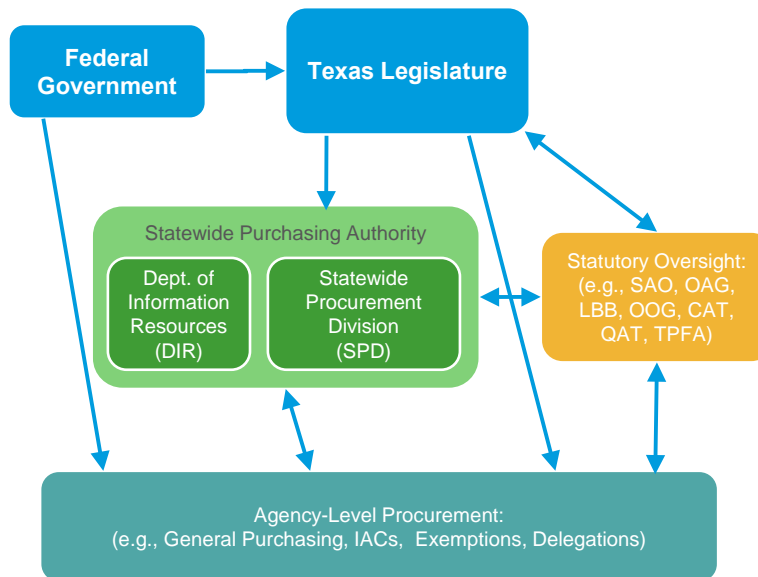 Federal
Government
Texas Legislature
Statewide Purchasing Authority
Dept. of
Information
Resources
(DIR)
Statewide
Procurement
Division
(SPD)
Statutory Oversight:
(e.g., SAO, OAG,
LBB, OOG, CAT,
QAT, TPFA)
Agency-Level Procurement:
(e.g., General Purchasing, IACs, Exemptions, Delegations)